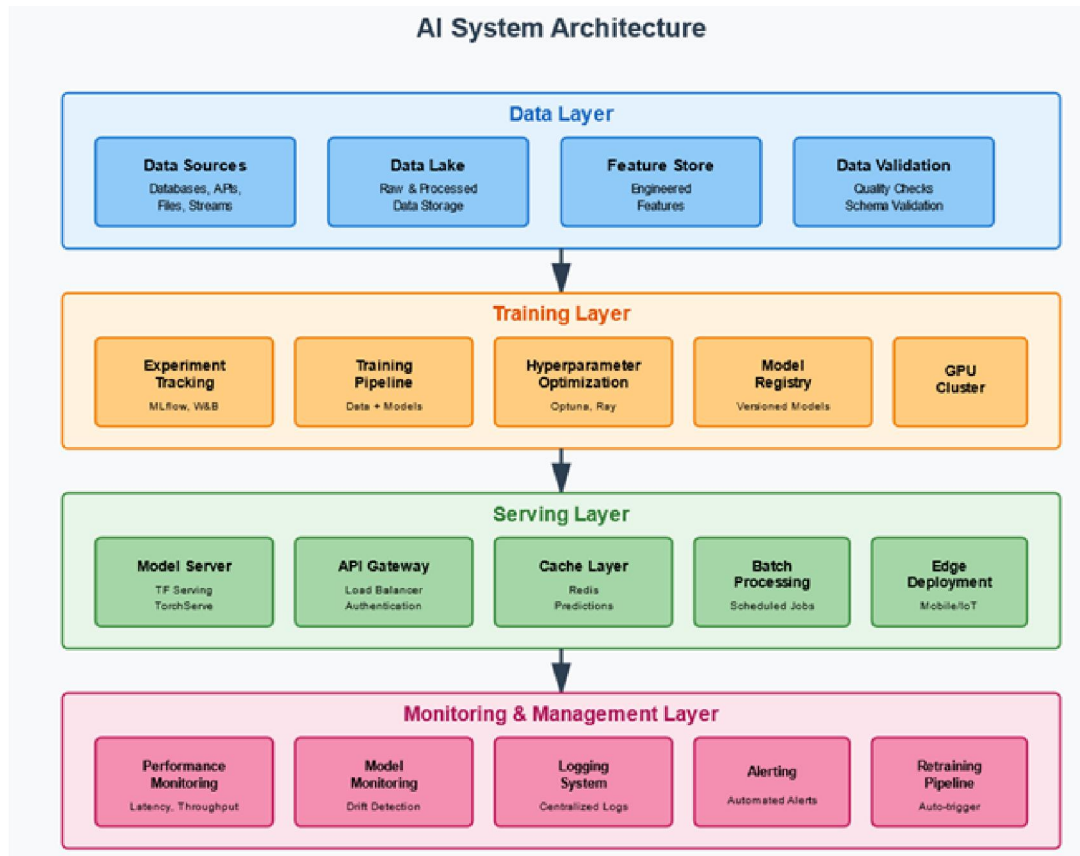 AI System Architecture
Data Layer
Data Sources
Databases, APIs,
Files, Streams
Data Lake
Raw & Processed
Data Storage
Feature Store
Engineered
Features
Data Validation
Quality Checks
Schema Validation
Training Layer
Experiment
Tracking
MLflow, W&B
Training
Pipeline
Data + Models
Hyperparameter
Optimization
Optuna, Ray
Model
Registry
Versioned Models
GPU
Cluster
Serving Layer
Model Server
TF Serving
TorchServe
API Gateway
Load Balancer
Authentication
Cache Layer
Redis
Predictions
Batch
Processing
Scheduled Jobs
Edge
Deployment
Mobile/IoT
Monitoring & Management Layer
Performance
Monitoring
Latency, Throughput
Model
Monitoring
Drift Detection
Logging
System
Centralized Logs
Alerting
Automated Alerts
Retraining
Pipeline
Auto-trigger